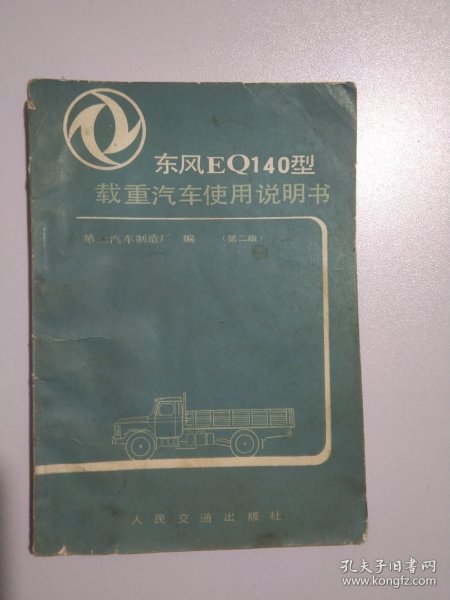 东风EQ140型
载重汽车使用说明书
第二汽车制造厂 编 (第二版)
人民交通出版社
孔夫子旧书网
www.kongfz.com